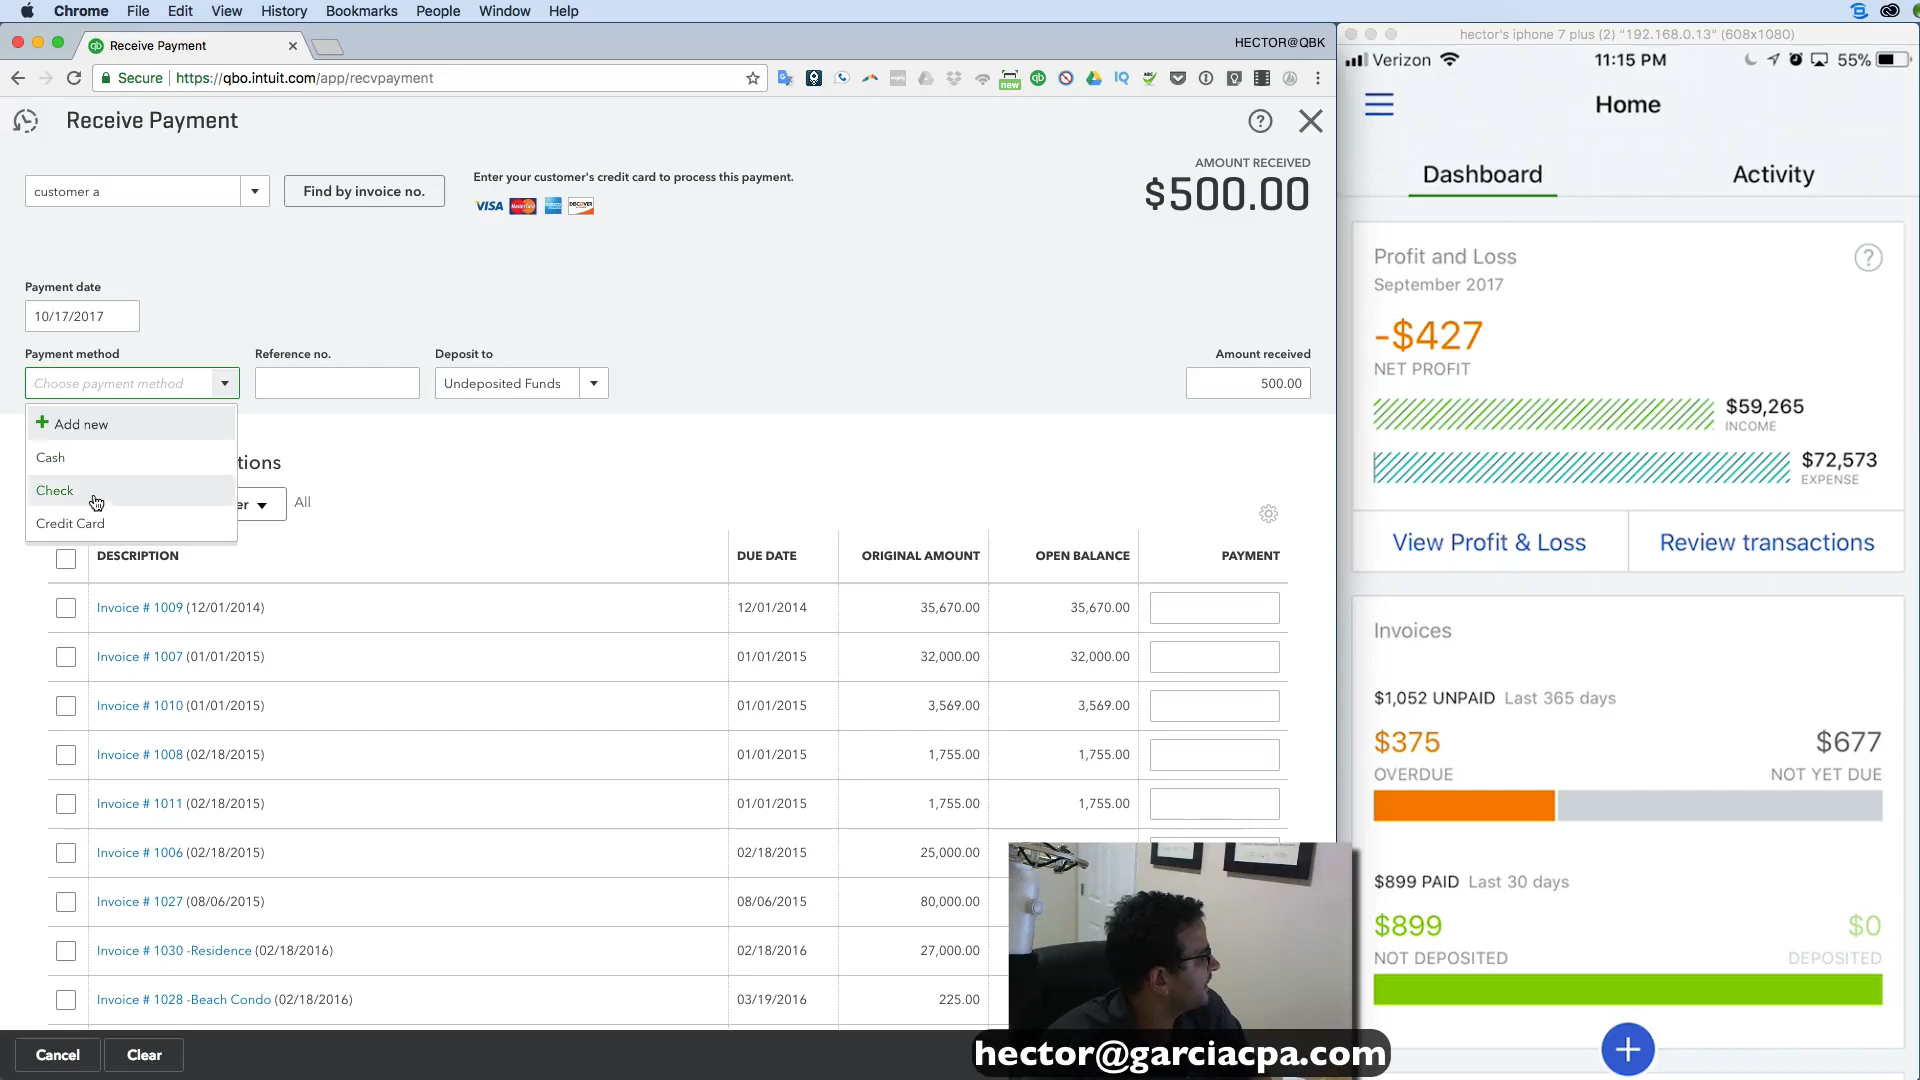 Chrome File Edit View History Bookmarks People Window Help
Receive Payment
HECTOR@QBK
Secure https://qbo.intuit.com/app/recvpayment
new
IQ
Receive Payment
customer a
Find by invoice no.
Enter your customer's credit card to process this payment.
VISA MasterCard DISCOVER
AMOUNT RECEIVED
$500.00
Payment date
10/17/2017
Payment method Reference no. Deposit to Amount received
Choose payment method Undeposited Funds 500.00
Add new
Cash
Check
Credit Card
tions
er All
DESCRIPTION DUE DATE ORIGINAL AMOUNT OPEN BALANCE PAYMENT
Invoice # 1009 (12/01/2014) 12/01/2014 35,670.00 35,670.00
Invoice # 1007 (01/01/2015) 01/01/2015 32,000.00 32,000.00
Invoice # 1010 (01/01/2015) 01/01/2015 3,569.00 3,569.00
Invoice # 1008 (02/18/2015) 01/01/2015 1,755.00 1,755.00
Invoice # 1011 (02/18/2015) 01/01/2015 1,755.00 1,755.00
Invoice # 1006 (02/18/2015) 02/18/2015 25,000.00
Invoice # 1027 (08/06/2015) 08/06/2015 80,000.00
Invoice # 1030 -Residence (02/18/2016) 02/18/2016 27,000.00
Invoice # 1028 -Beach Condo (02/18/2016) 03/19/2016 225.00
Cancel Clear
hector@garciacpa.com
hector's iphone 7 plus (2) "192.168.0.13" (608x1080)
Verizon 11:15 PM 55%
Home
Dashboard Activity
Profit and Loss
September 2017
-$427
NET PROFIT
$59,265
INCOME
$72,573
EXPENSE
View Profit & Loss Review transactions
Invoices
$1,052 UNPAID Last 365 days
$375 $677
OVERDUE NOT YET DUE
$899 PAID Last 30 days
$899 $0
NOT DEPOSITED DEPOSITED